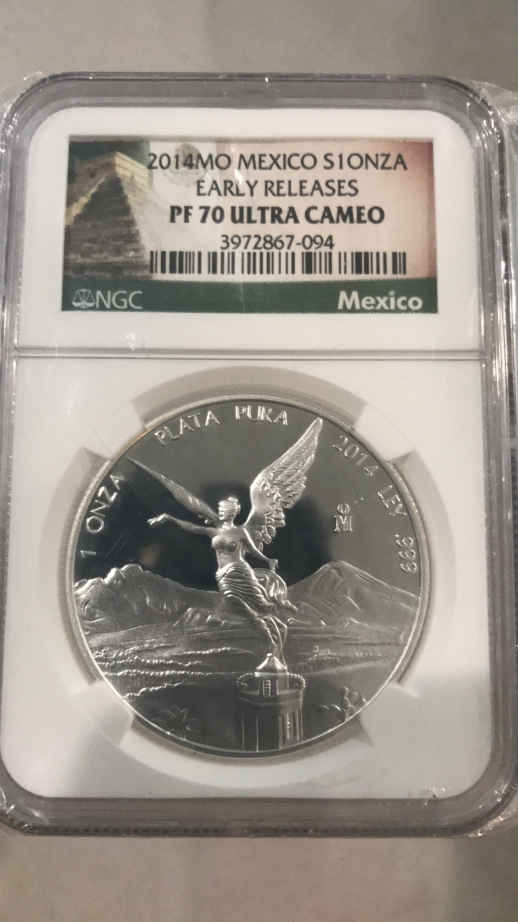 2014MO MEXICO S1ONZA
EARLY RELEASES
PF 70 ULTRA CAMEO
3972867-094
NGC
Mexico
1 ONZA PLATA PURA 2014 LEY .999
Mo